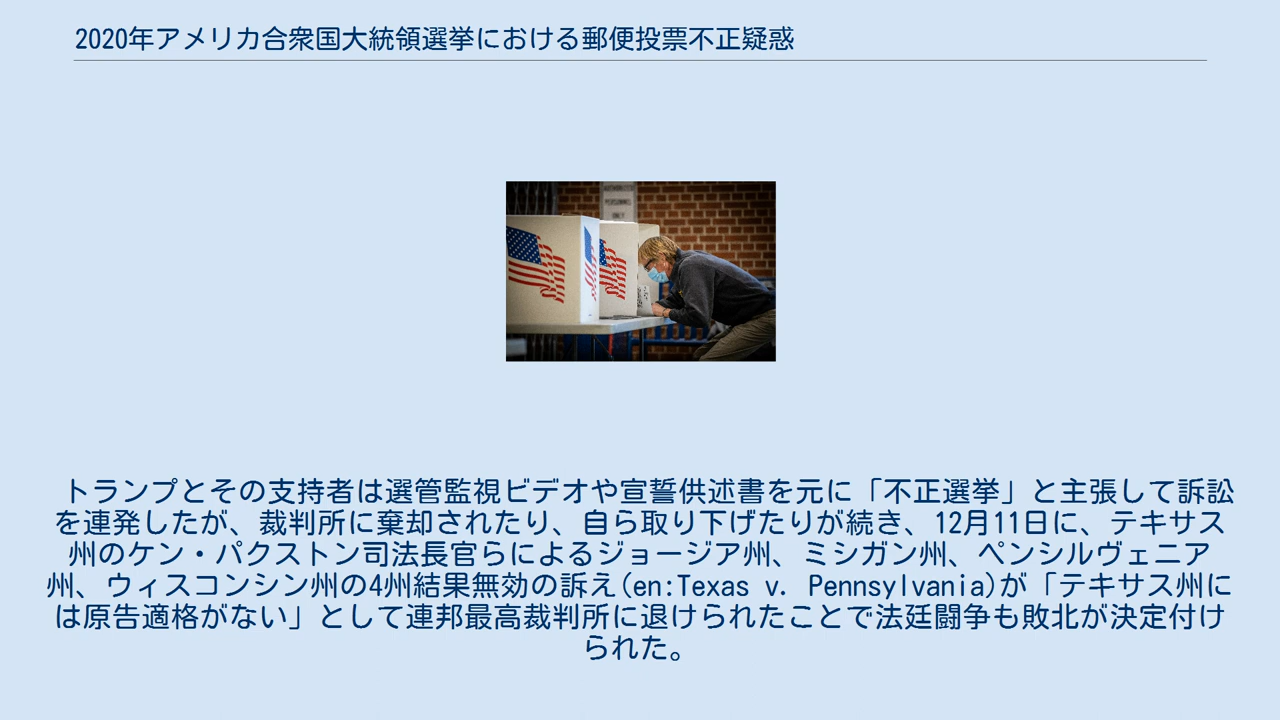 2020年アメリカ合衆国大統領選挙における郵便投票不正疑惑
AUTHORIZED
PERSONNEL
ONLY
トランプとその支持者は選管監視ビデオや宣誓供述書を元に「不正選挙」と主張して訴訟
を連発したが、裁判所に棄却されたり、自ら取り下げたりが続き、12月11日に、テキサス
州のケン・パクストン司法長官らによるジョージア州、ミシガン州、ペンシルヴェニア
州、ウィスコンシン州の4州結果無効の訴え(en:Texas v. Pennsylvania)が「テキサス州に
は原告適格がない」として連邦最高裁判所に退けられたことで法廷闘争も敗北が決定付け
られた。